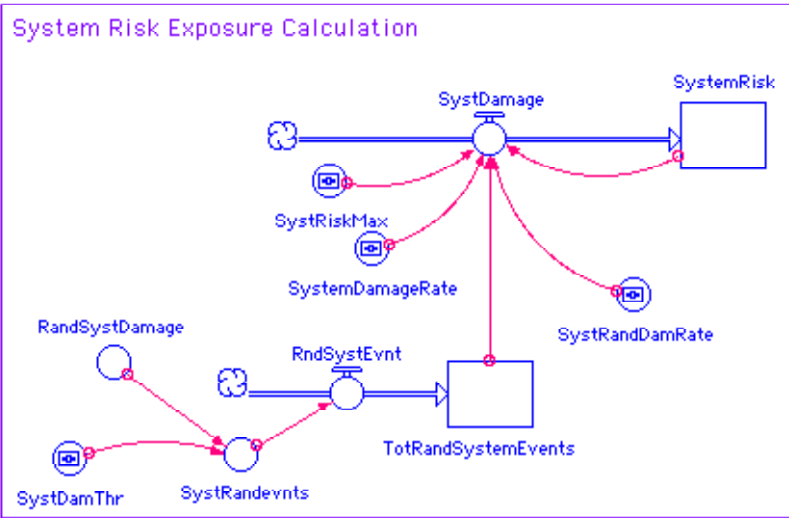 System Risk Exposure Calculation
SystemRisk
SystDamage
SystRiskMax
SystemDamageRate
RandSystDamage
RndSystEvnt
SystRandDamRate
TotRandSystemEvents
SystDamThr
SystRandevnts